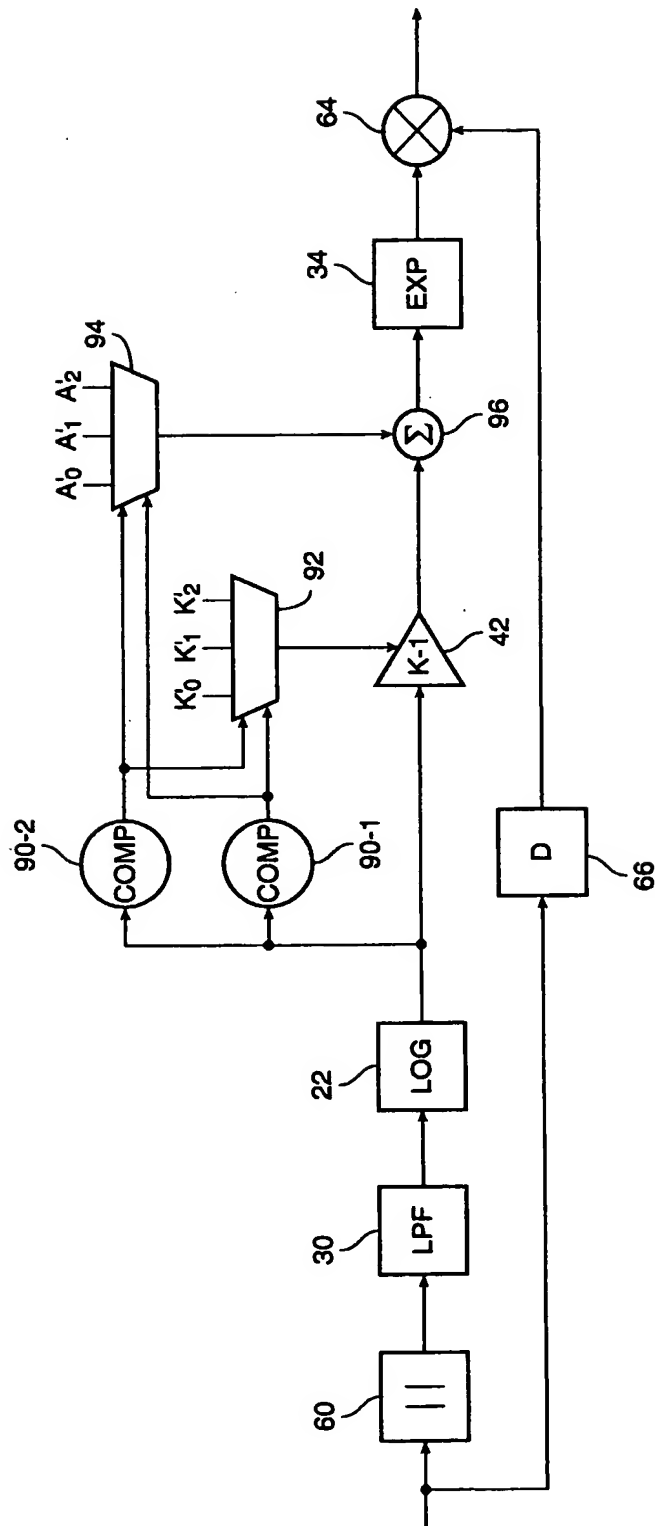 94
A'0 A'1 A'2
90-2
COMP
92
K'0 K'1 K'2
90-1
COMP
34
EXP
64
Σ
96
K-1
42
22
LOG
30
LPF
60
| |
D
66